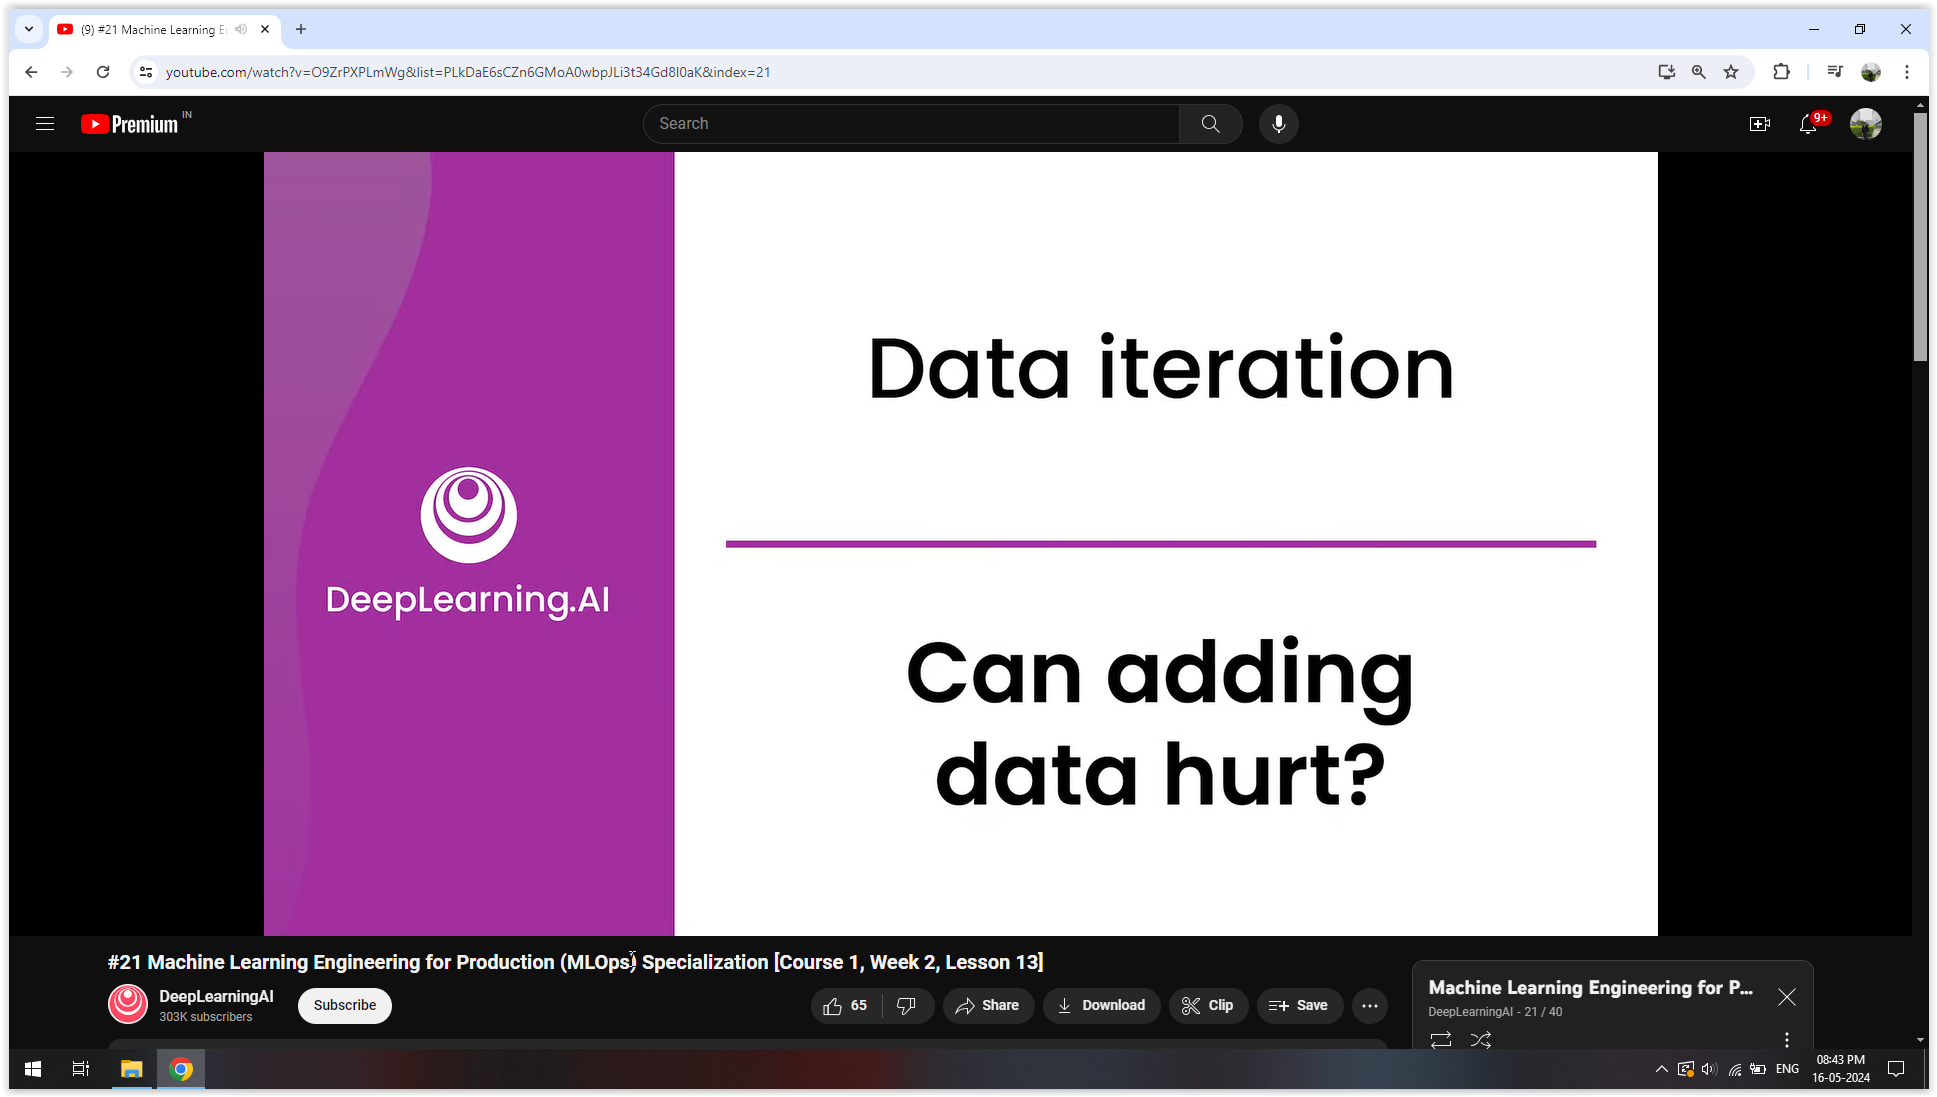 (9) #21 Machine Learning E
youtube.com/watch?v=O9ZrPXPLmWg&list=PLkDaE6sCZn6GMoA0wbpJLi3t34Gd8l0aK&index=21
Premium IN
Search
9+
Data iteration
DeepLearning.AI
Can adding
data hurt?
#21 Machine Learning Engineering for Production (MLOps) Specialization [Course 1, Week 2, Lesson 13]
DeepLearningAI
303K subscribers
Subscribe
65
Share
Download
Clip
Save
Machine Learning Engineering for P...
DeepLearningAI - 21 / 40
ENG
08:43 PM
16-05-2024